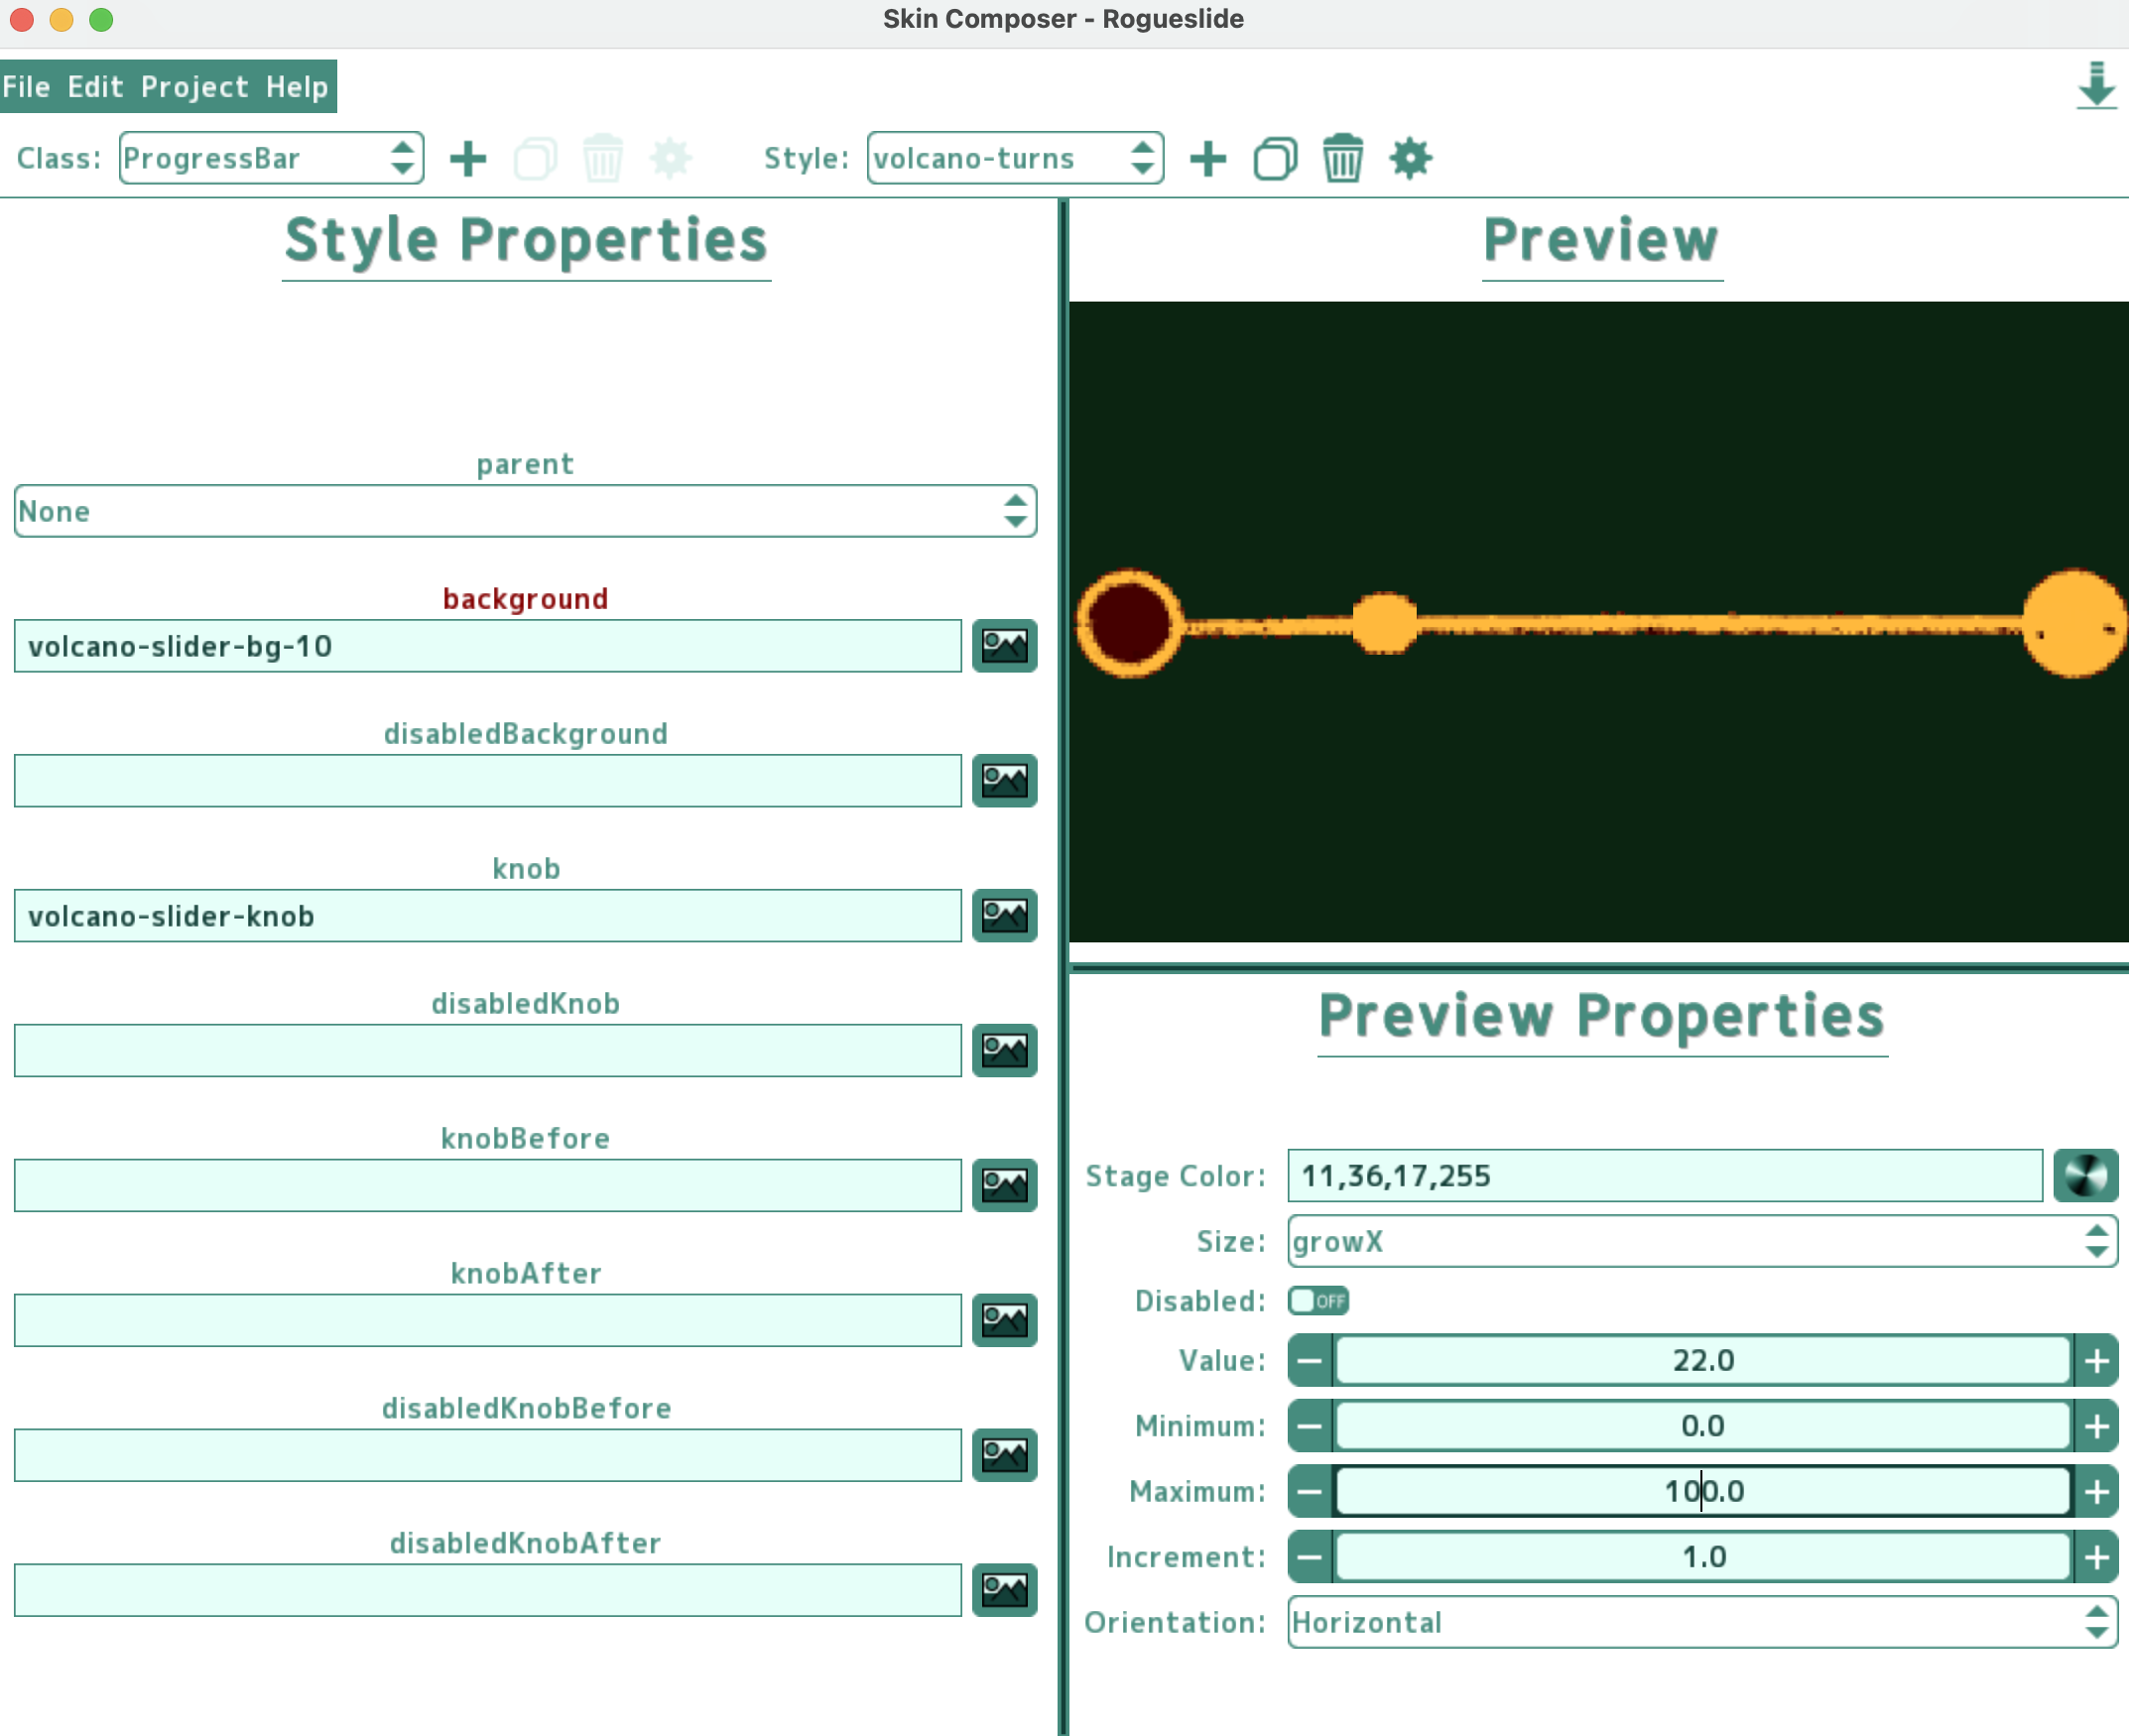 Skin Composer - Rogueslide
File Edit Project Help
Class: ProgressBar Style: volcano-turns
Style Properties
parent
None
background
volcano-slider-bg-10
disabledBackground
knob
volcano-slider-knob
disabledKnob
knobBefore
knobAfter
disabledKnobBefore
disabledKnobAfter
Preview
Preview Properties
Stage Color: 11,36,17,255
Size: growX
Disabled: OFF
Value: 22.0
Minimum: 0.0
Maximum: 100.0
Increment: 1.0
Orientation: Horizontal